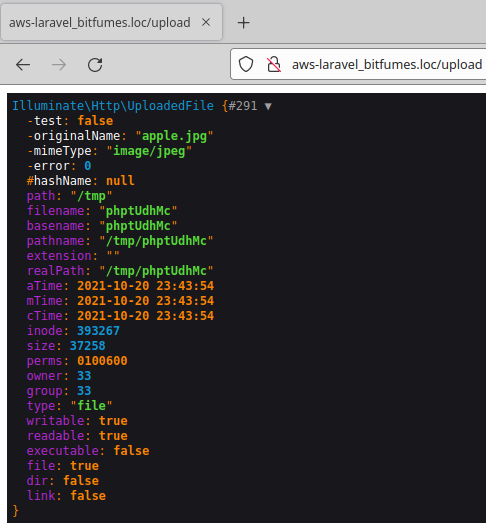 aws-laravel_bitfumes.loc/upload
aws-laravel_bitfumes.loc/upload
Illuminate\Http\UploadedFile {#291 ▼
-test: false
-originalName: "apple.jpg"
-mimeType: "image/jpeg"
-error: 0
#hashName: null
path: "/tmp"
filename: "phptUdhMc"
basename: "phptUdhMc"
pathname: "/tmp/phptUdhMc"
extension: ""
realPath: "/tmp/phptUdhMc"
aTime: 2021-10-20 23:43:54
mTime: 2021-10-20 23:43:54
cTime: 2021-10-20 23:43:54
inode: 393267
size: 37258
perms: 0100600
owner: 33
group: 33
type: "file"
writable: true
readable: true
executable: false
file: true
dir: false
link: false
}